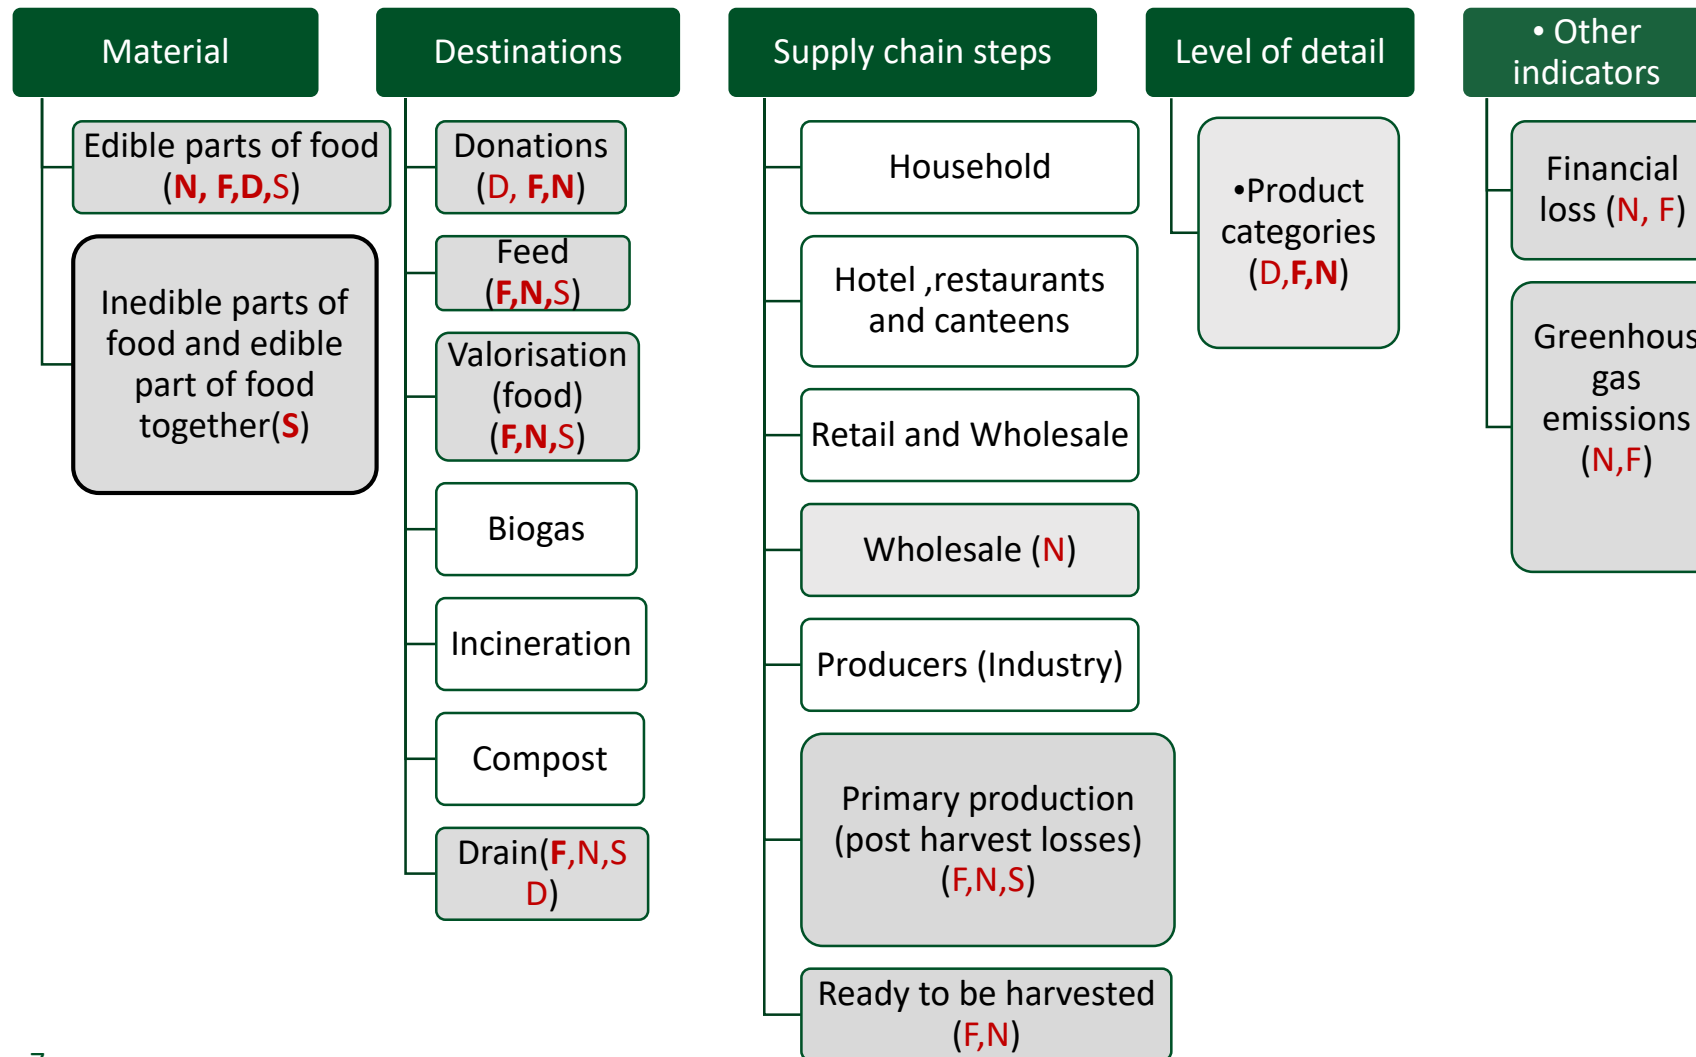 Material
Edible parts of food
(N, F,D,S)
Inedible parts of
food and edible
part of food
together(S)
Destinations
Donations
(D, F,N)
Feed
(F,N,S)
Valorisation
(food)
(F,N,S)
Biogas
Incineration
Compost
Drain(F,N,S
D)
Supply chain steps
Household
Hotel ,restaurants
and canteens
Retail and Wholesale
Wholesale (N)
Producers (Industry)
Primary production
(post harvest losses)
(F,N,S)
Ready to be harvested
(F,N)
Level of detail
•Product
categories
(D,F,N)
• Other
indicators
Financial
loss (N, F)
Greenhous
gas
emissions
(N,F)